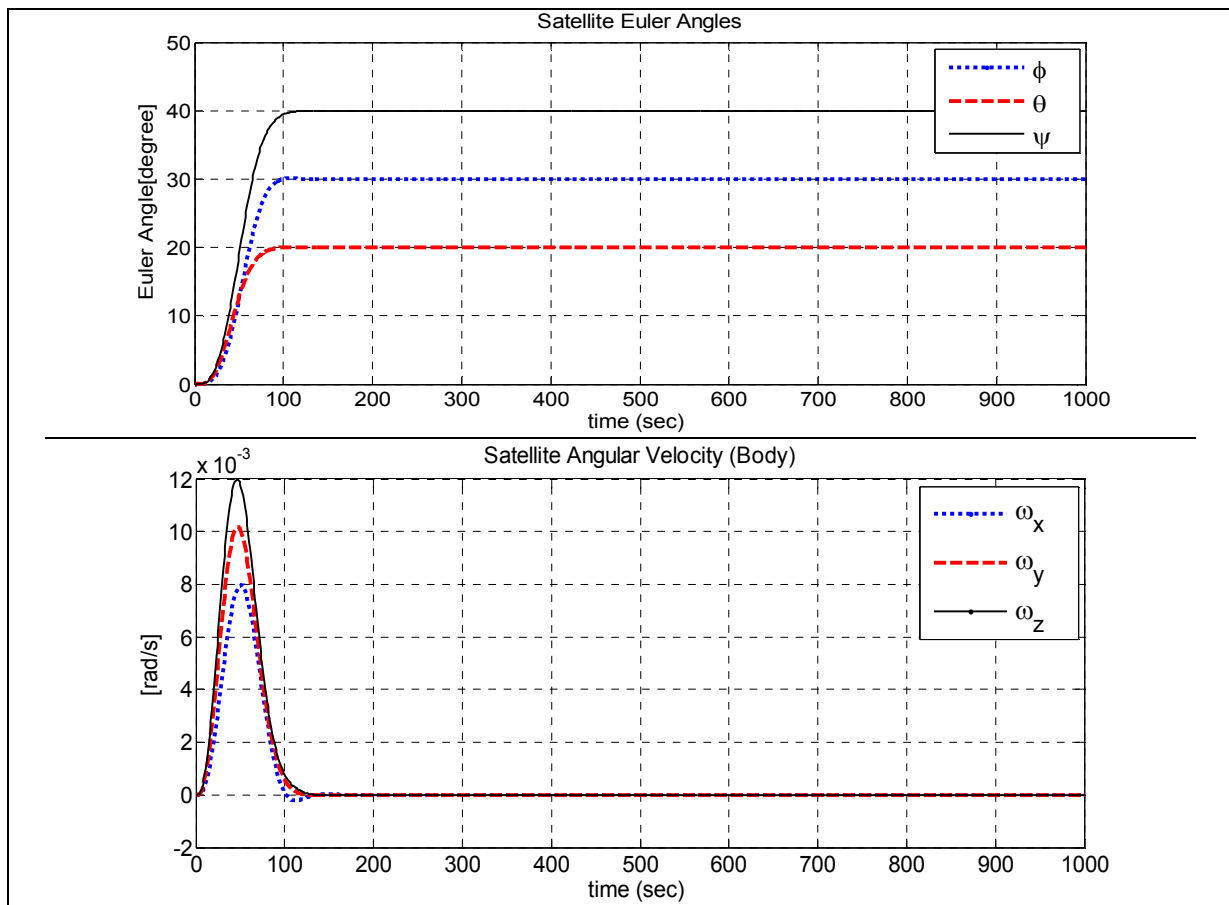 Satellite Euler Angles
Euler Angle[degree]
50
40
30
20
10
0
ϕ
θ
ψ
0 100 200 300 400 500 600 700 800 900 1000
time (sec)
Satellite Angular Velocity (Body)
x 10^-3
[rad/s]
12
10
8
6
4
2
0
-2
ω_x
ω_y
ω_z
0 100 200 300 400 500 600 700 800 900 1000
time (sec)